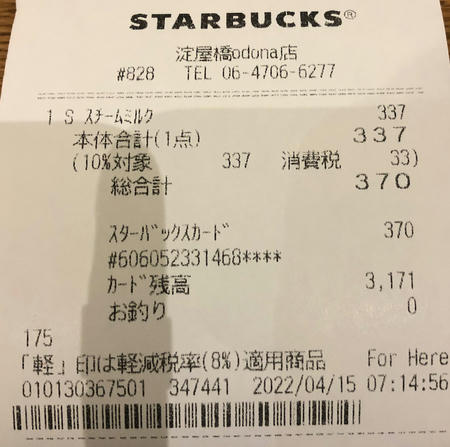 STARBUCKS®
淀屋橋odona店
#828 TEL 06-4706-6277
1 S ｽﾁｰﾑﾐﾙｸ 337
本体合計(1点) 337
(10%対象 337 消費税 33)
総合計 370
ｽﾀｰﾊﾞｯｸｽｶｰﾄﾞ 370
#606052331468****
ｶｰﾄﾞ残高 3,171
お釣り 0
175
「軽」印は軽減税率(8%)適用商品 For Here
010130367501 347441 2022/04/15 07:14:56